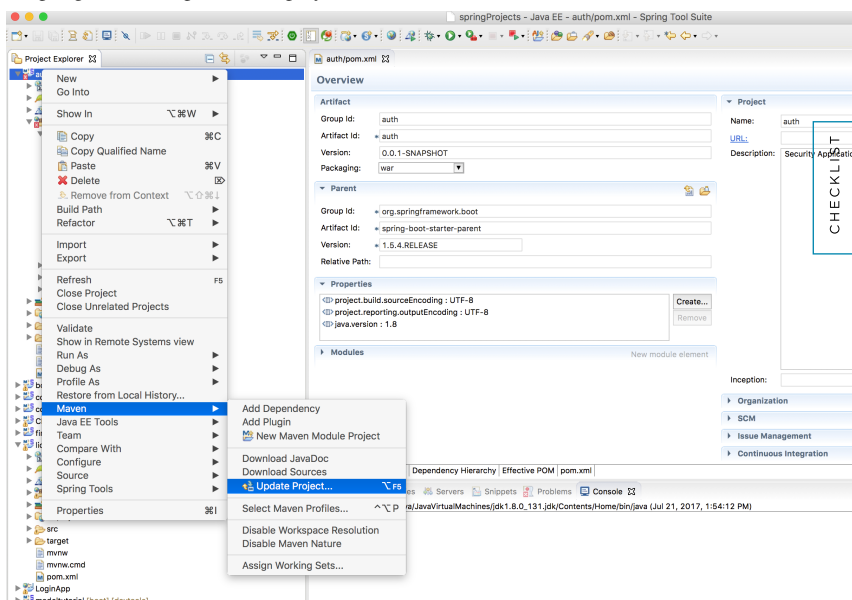 springProjects - Java EE - auth/pom.xml - Spring Tool Suite
Project Explorer
auth/pom.xml
Overview
Artifact
Group Id: auth
Artifact Id: auth
Version: 0.0.1-SNAPSHOT
Packaging: war
Parent
Group Id: org.springframework.boot
Artifact Id: spring-boot-starter-parent
Version: 1.5.4.RELEASE
Relative Path:
Properties
project.build.sourceEncoding : UTF-8
project.reporting.outputEncoding : UTF-8
java.version : 1.8
Create...
Remove
Modules
New module element
Project
Name: auth
URL:
Description: Security Applicatio
CHECKLIST
Inception:
Organization
SCM
Issue Management
Continuous Integration
New
Go Into
Show In ⌥⌘W
Copy ⌘C
Copy Qualified Name
Paste ⌘V
Delete ⌦
Remove from Context ⌥⇧⌘↓
Build Path
Refactor ⌥⌘T
Import
Export
Refresh F5
Close Project
Close Unrelated Projects
Validate
Show in Remote Systems view
Run As
Debug As
Profile As
Restore from Local History...
Maven
Java EE Tools
Team
Compare With
Configure
Source
Spring Tools
Properties ⌘I
Add Dependency
Add Plugin
New Maven Module Project
Download JavaDoc
Download Sources
Update Project... ⌥F5
Select Maven Profiles... ^⌥P
Disable Workspace Resolution
Disable Maven Nature
Assign Working Sets...
Dependency Hierarchy Effective POM pom.xml
Servers Snippets Problems Console
va/JavaVirtualMachines/jdk1.8.0_131.jdk/Contents/Home/bin/java (Jul 21, 2017, 1:54:12 PM)
src
target
mvnw
mvnw.cmd
pom.xml
LoginApp